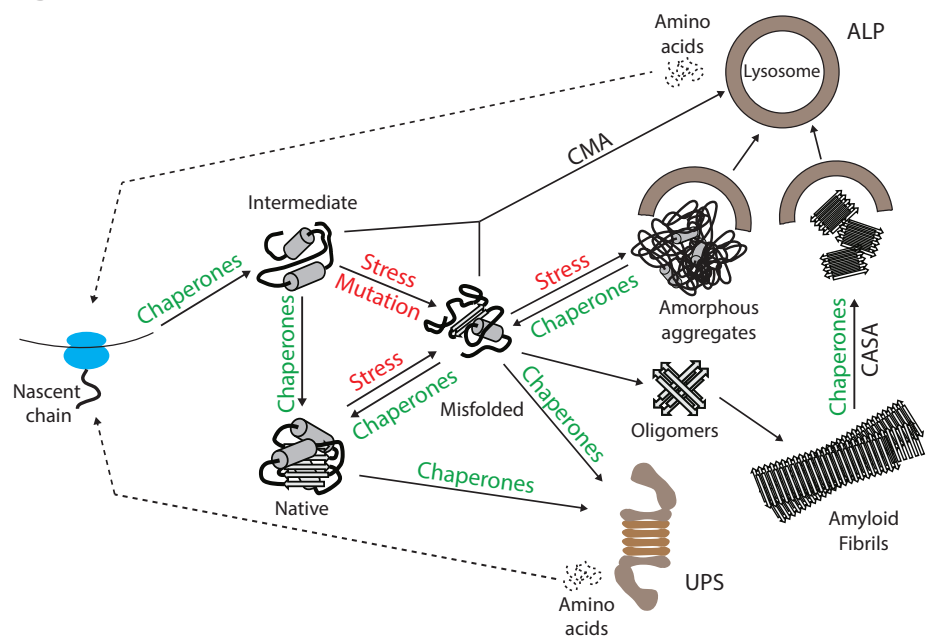 Amino
acids
ALP
Lysosome
CMA
Intermediate
Chaperones
Stress
Mutation
Stress
Chaperones
Amorphous
aggregates
Chaperones
CASA
Nascent
chain
Chaperones
Stress
Chaperones
Misfolded
Chaperones
Oligomers
Native
Chaperones
Amyloid
Fibrils
UPS
Amino
acids